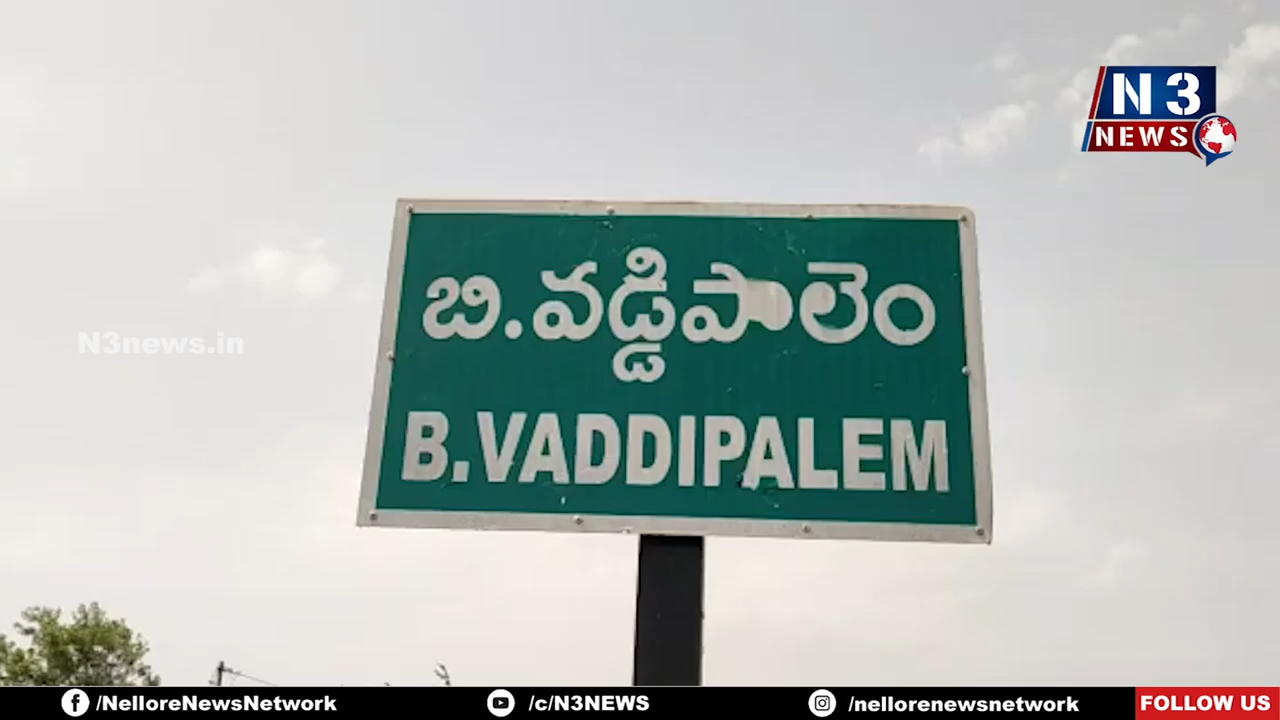 N3
NEWS
బి.వడ్డిపాలెం
N3news.in
B.VADDIPALEM
/NelloreNewsNetwork
/c/N3NEWS
/nellorenewsnetwork
FOLLOW US